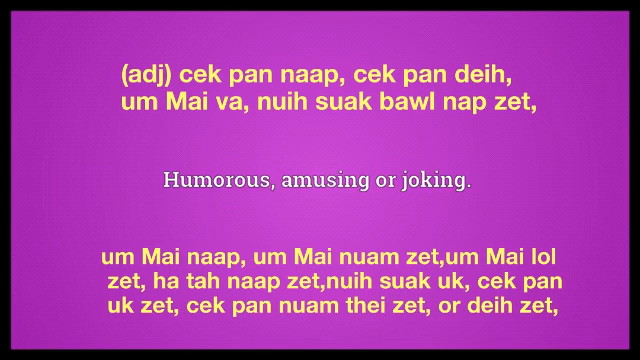 (adj) cek pan naap, cek pan deih,
um Mai va, nuih suak bawl nap zet,
Humorous, amusing or joking.
um Mai naap, um Mai nuam zet,um Mai lol
zet, ha tah naap zet,nuih suak uk, cek pan
uk zet, cek pan nuam thei zet, or deih zet,